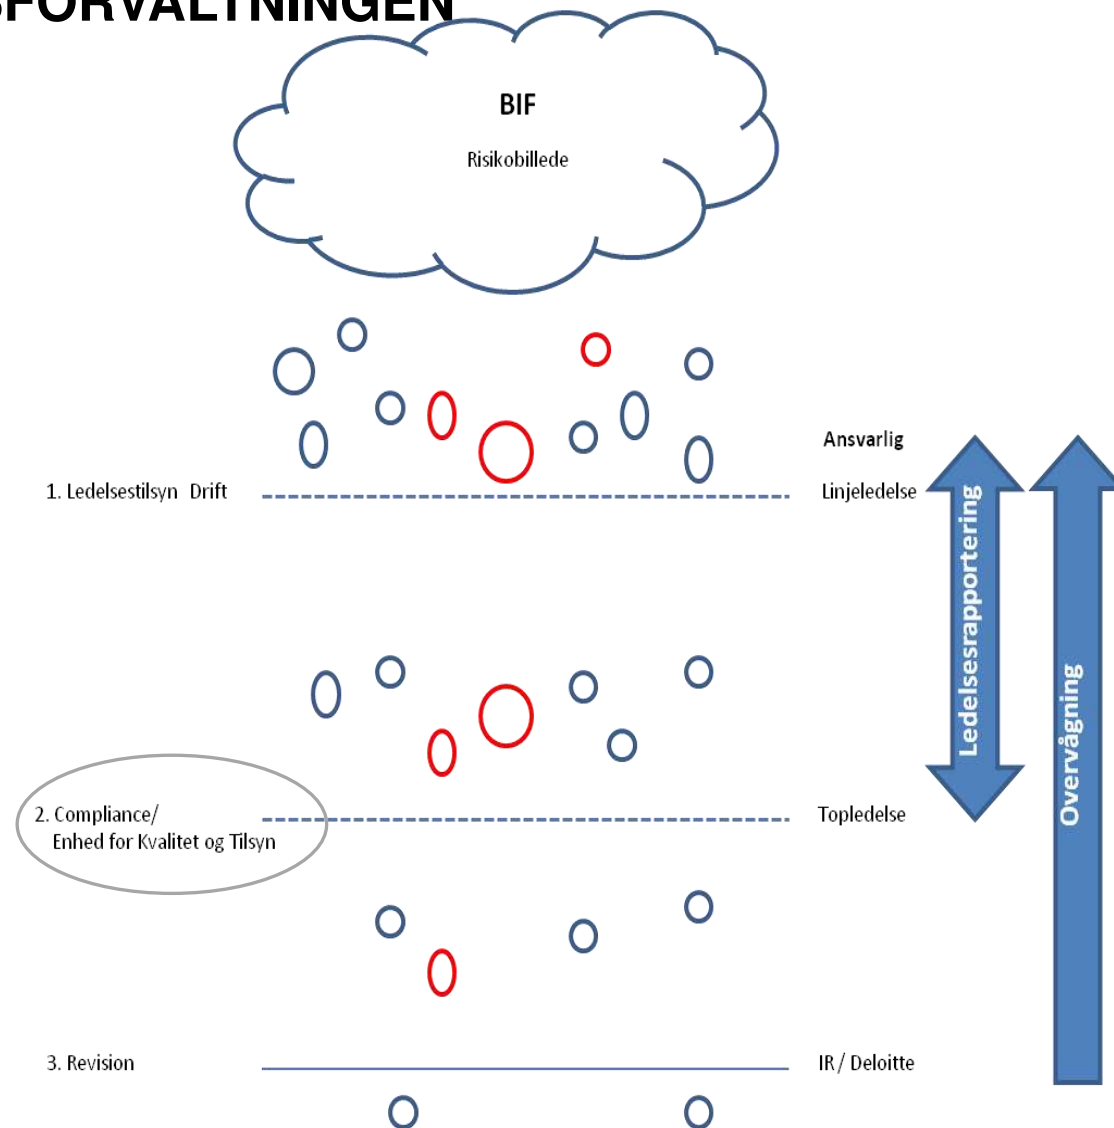 SFORVALTNINGEN
BIF
Risikobillede
Ansvarlig
1. Ledelsestilsyn Drift
Linjeledelse
Ledelsesrapportering
Overvågning
2. Compliance/
Enhed for Kvalitet og Tilsyn
Topledelse
3. Revision
IR / Deloitte